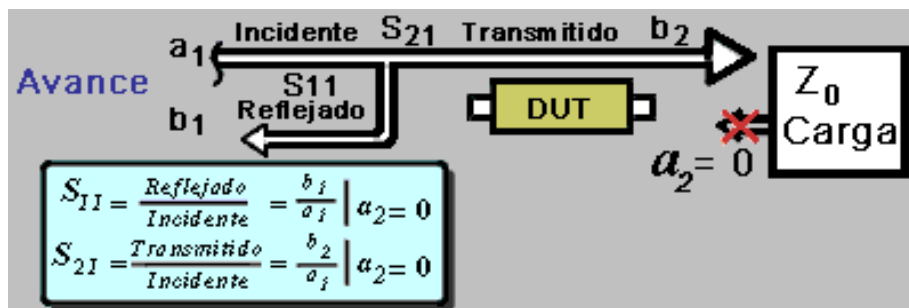 a1 Incidente S21 Transmitido b2
Avance
S11
Reflejado
b1
DUT
Z0
Carga
a2 = 0
S11 = Reflejado / Incidente = b1 / a1 | a2 = 0
S21 = Transmitido / Incidente = b2 / a1 | a2 = 0